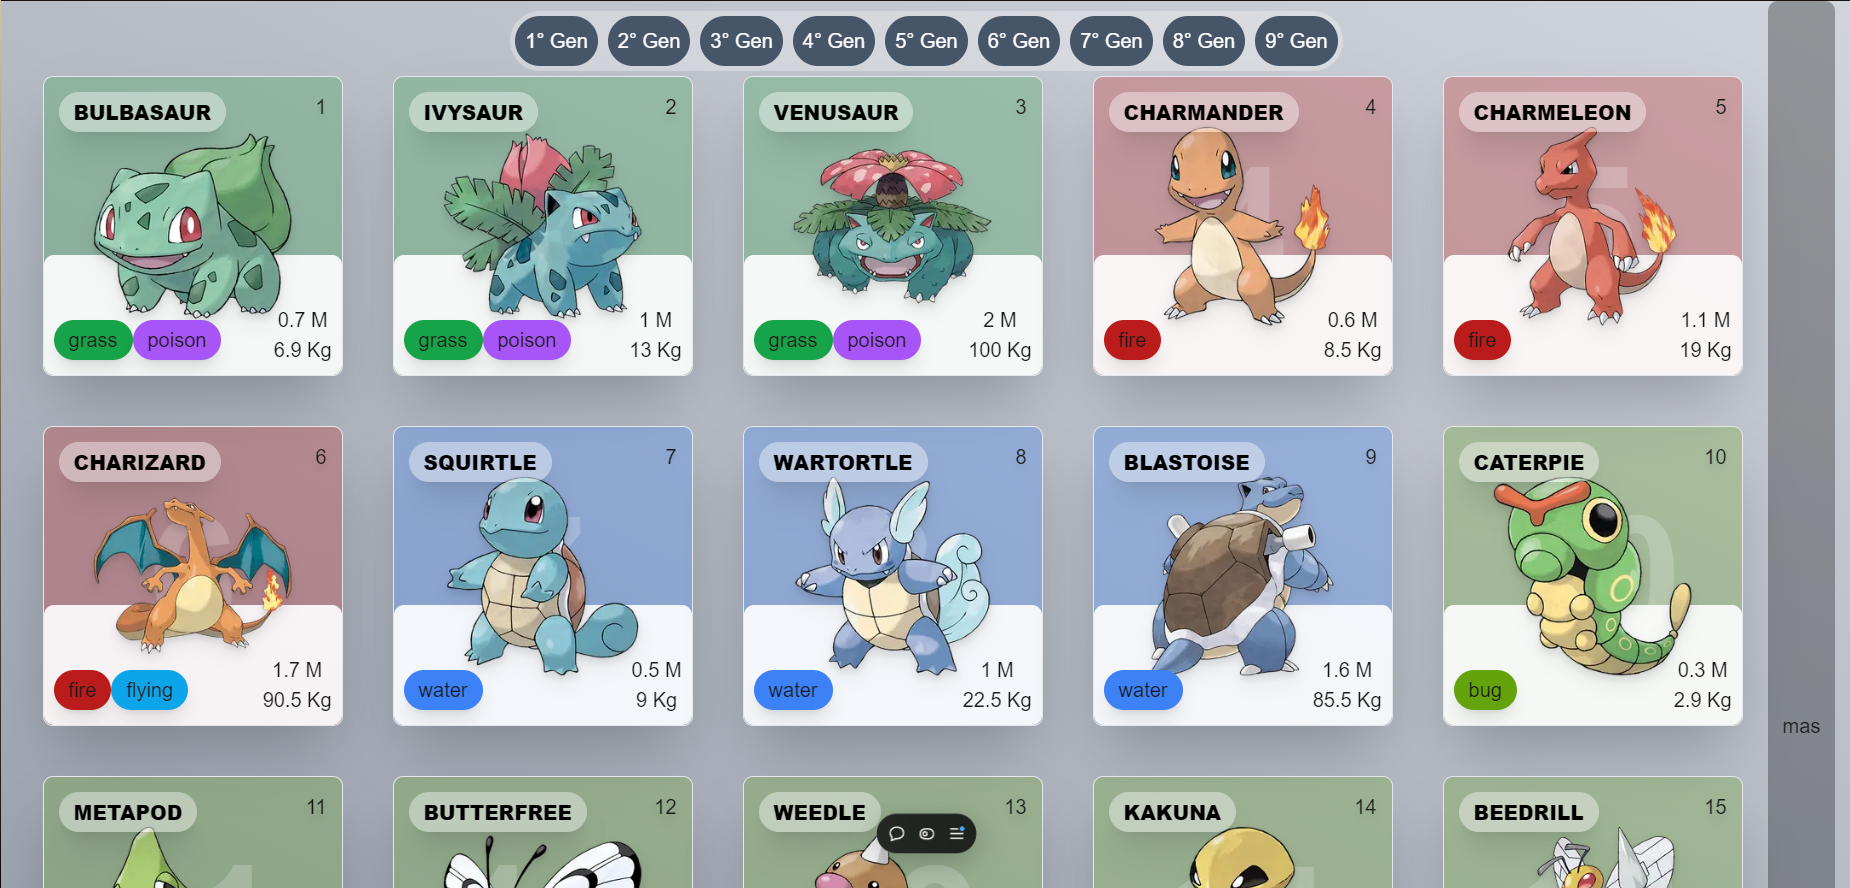 1° Gen 2° Gen 3° Gen 4° Gen 5° Gen 6° Gen 7° Gen 8° Gen 9° Gen
BULBASAUR 1
grass poison
0.7 M
6.9 Kg
IVYSAUR 2
grass poison
1 M
13 Kg
VENUSAUR 3
grass poison
2 M
100 Kg
CHARMANDER 4
4
fire
0.6 M
8.5 Kg
CHARMELEON 5
5
fire
1.1 M
19 Kg
CHARIZARD 6
6
fire flying
1.7 M
90.5 Kg
SQUIRTLE 7
water
0.5 M
9 Kg
WARTORTLE 8
water
1 M
22.5 Kg
BLASTOISE 9
water
1.6 M
85.5 Kg
CATERPIE 10
bug
0.3 M
2.9 Kg
mas
METAPOD 11
BUTTERFREE 12
WEEDLE 13
KAKUNA 14
BEEDRILL 15